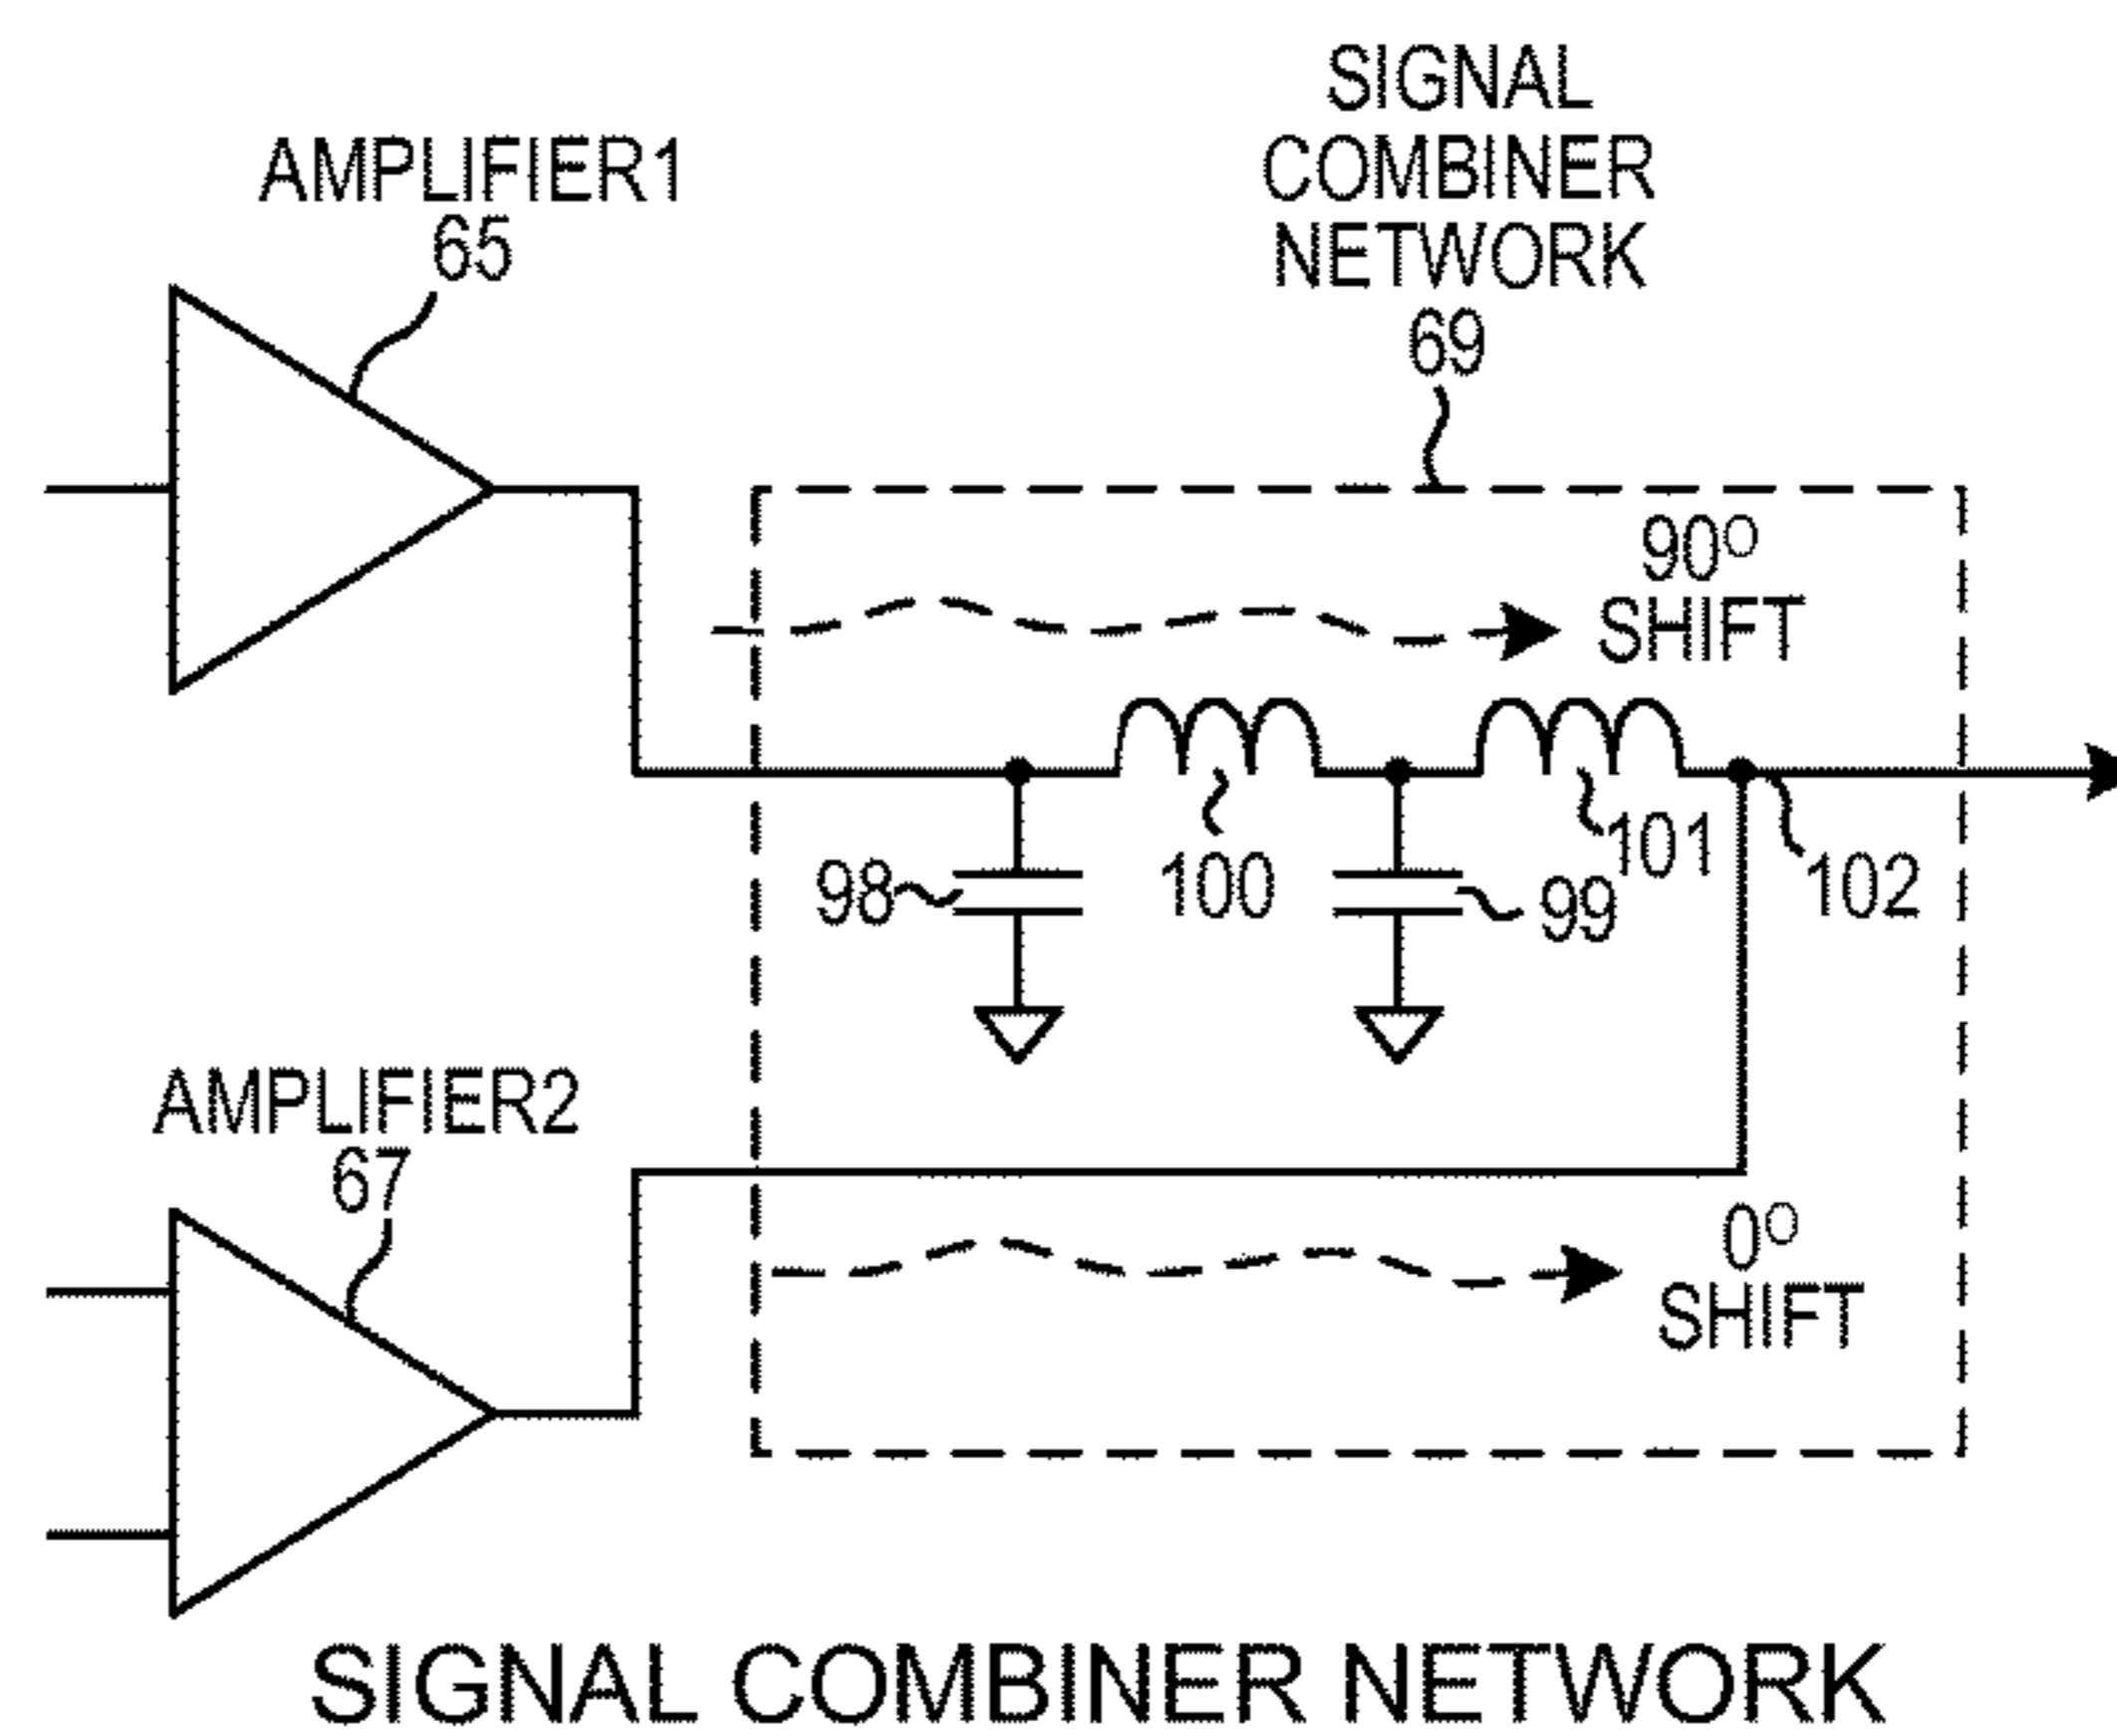 SIGNAL
COMBINER
NETWORK
69
AMPLIFIER1
65
90°
SHIFT
98
100
99
101
102
AMPLIFIER2
67
0°
SHIFT
SIGNAL COMBINER NETWORK